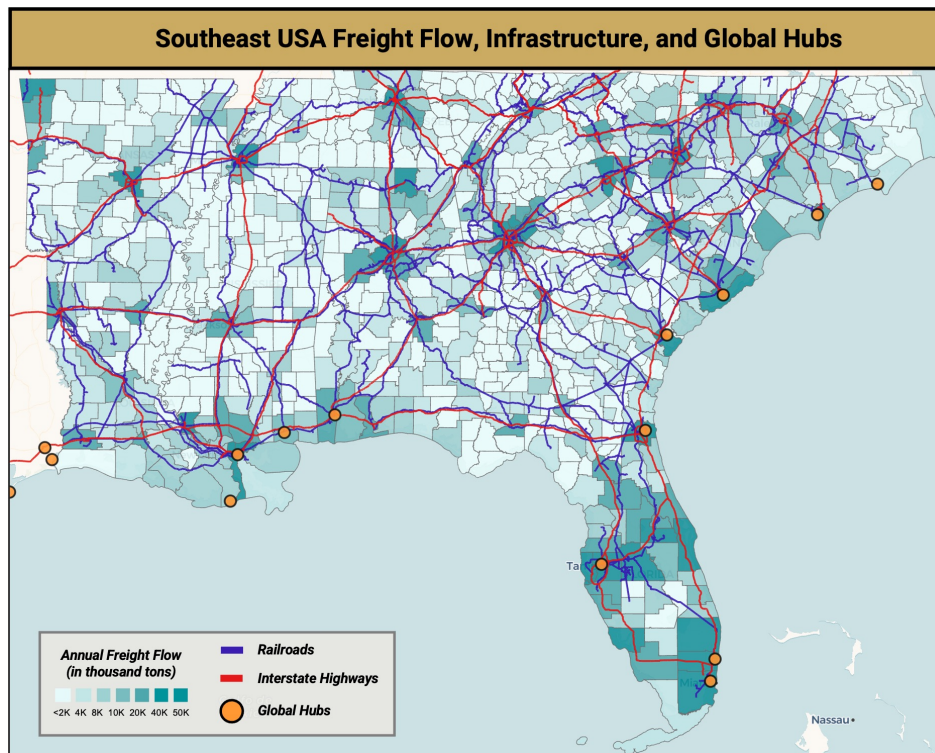 Southeast USA Freight Flow, Infrastructure, and Global Hubs
Nassau
Annual Freight Flow
(in thousand tons)
<2K 4K 8K 10K 20K 40K 50K
Railroads
Interstate Highways
Global Hubs